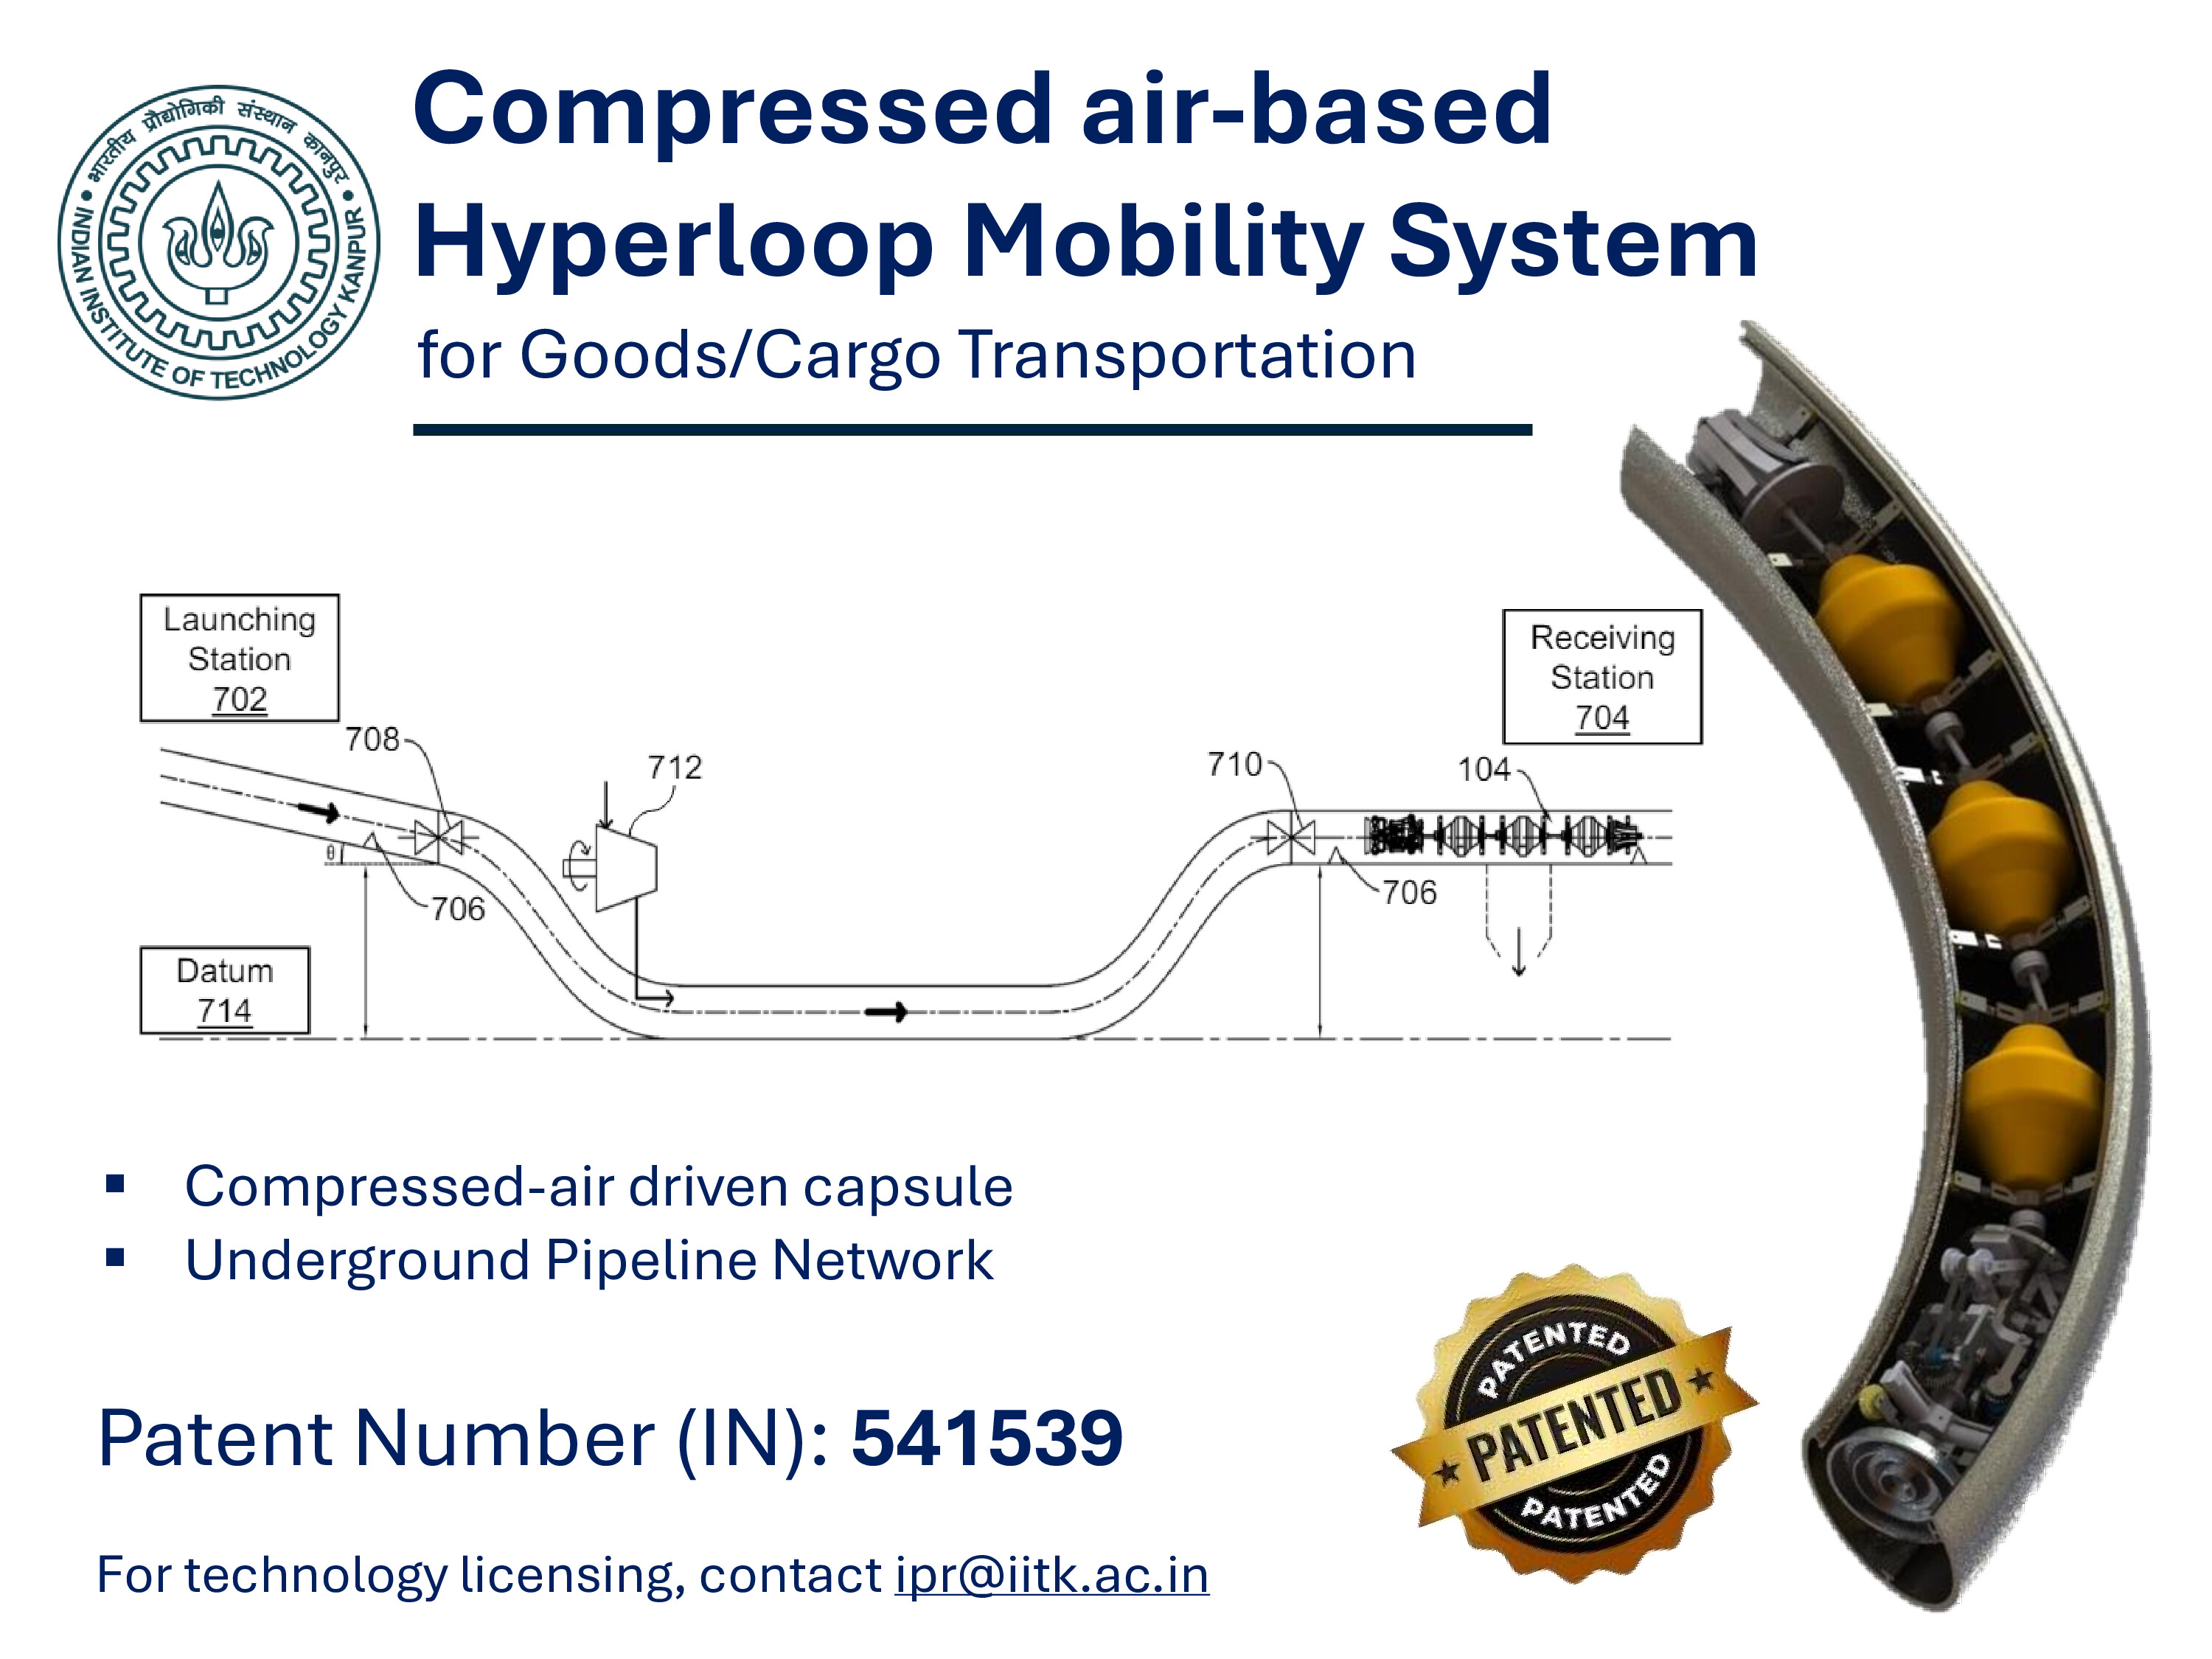 भारतीय प्रौद्योगिकी संस्थान कानपुर
INDIAN INSTITUTE OF TECHNOLOGY KANPUR
Compressed air-based
Hyperloop Mobility System
for Goods/Cargo Transportation
Launching
Station
702
Receiving
Station
704
708
712
710
104
θ
706
706
Datum
714
▪ Compressed-air driven capsule
▪ Underground Pipeline Network
PATENTED
PATENTED
PATENTED
Patent Number (IN): 541539
For technology licensing, contact ipr@iitk.ac.in